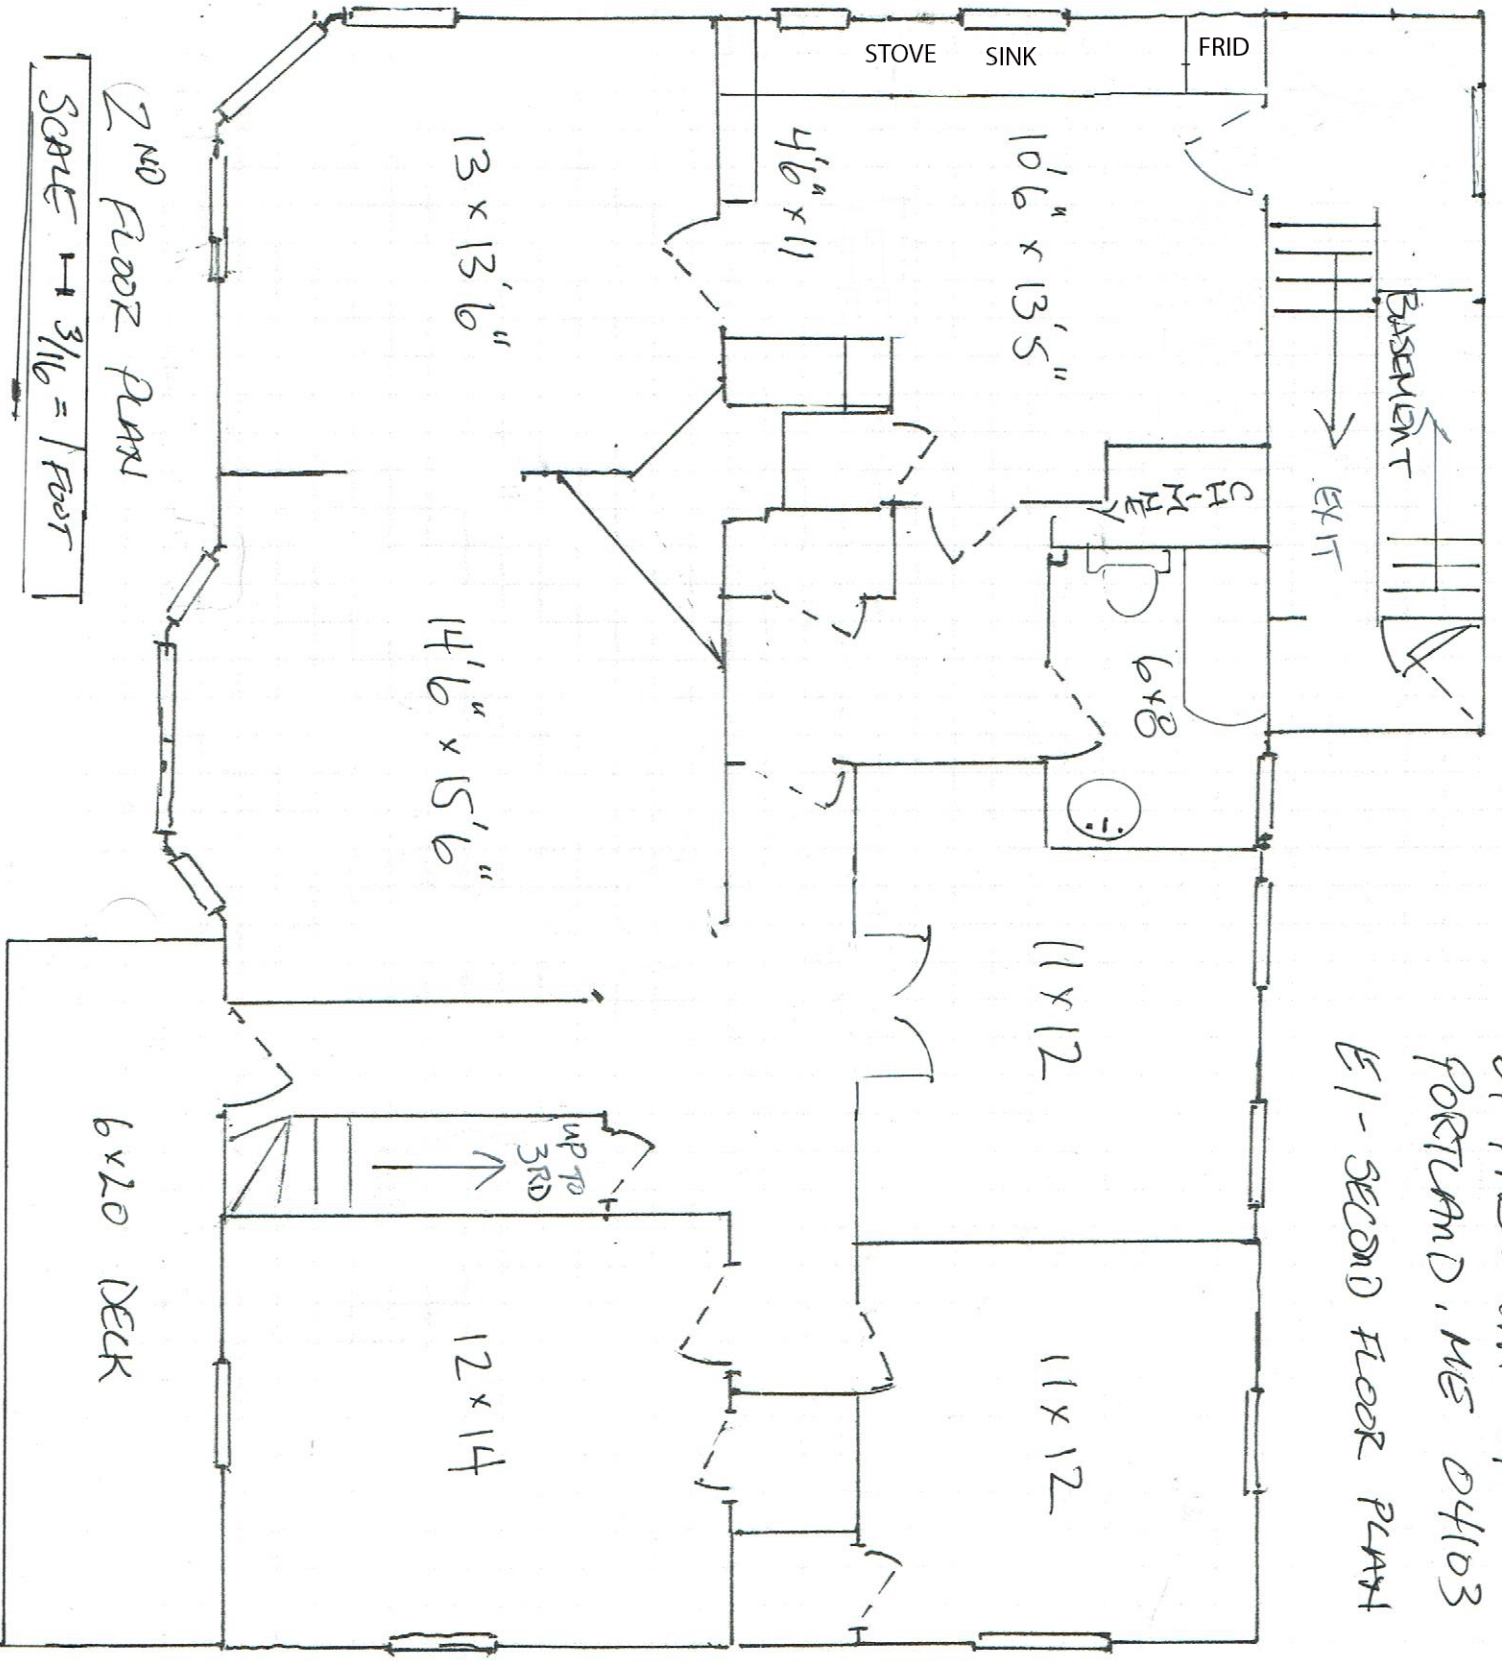 PORTLAND, ME 04103
E1 - SECOND FLOOR PLAN
STOVE
SINK
FRID
BASEMENT
EXIT
10'6" x 13'5"
4'6" x 11
13 x 13'6"
CHIMNEY
6x8
14'6" x 15'6"
11 x 12
UP TO
3RD
11 x 12
12 x 14
6 x 20 DECK
2ND FLOOR PLAN
SCALE 3/16 = 1 FOOT